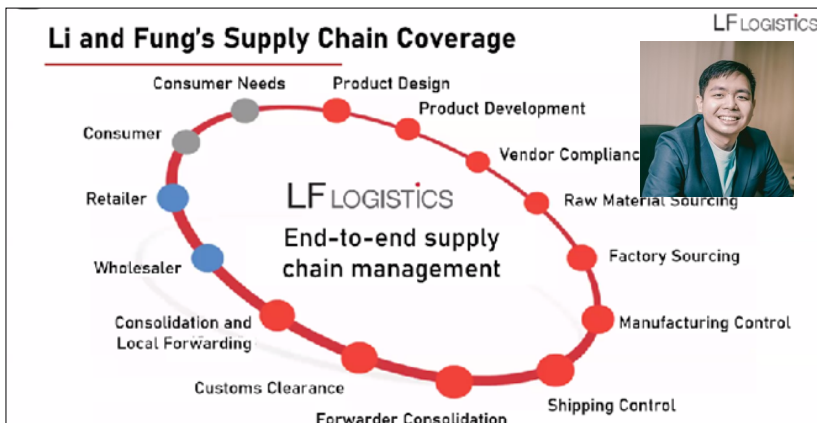 LF LOGISTICS
Li and Fung's Supply Chain Coverage
Consumer Needs
Product Design
Product Development
Vendor Complianc
Raw Material Sourcing
Factory Sourcing
Manufacturing Control
Shipping Control
Forwarder Consolidation
Customs Clearance
Consolidation and
Local Forwarding
Wholesaler
Retailer
Consumer
LF LOGISTICS
End-to-end supply
chain management